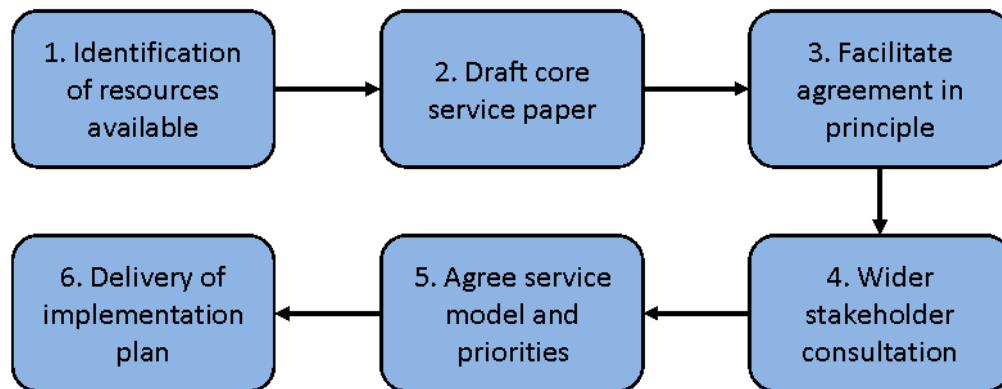 1. Identification
of resources
available
2. Draft core
service paper
3. Facilitate
agreement in
principle
4. Wider
stakeholder
consultation
5. Agree service
model and
priorities
6. Delivery of
implementation
plan